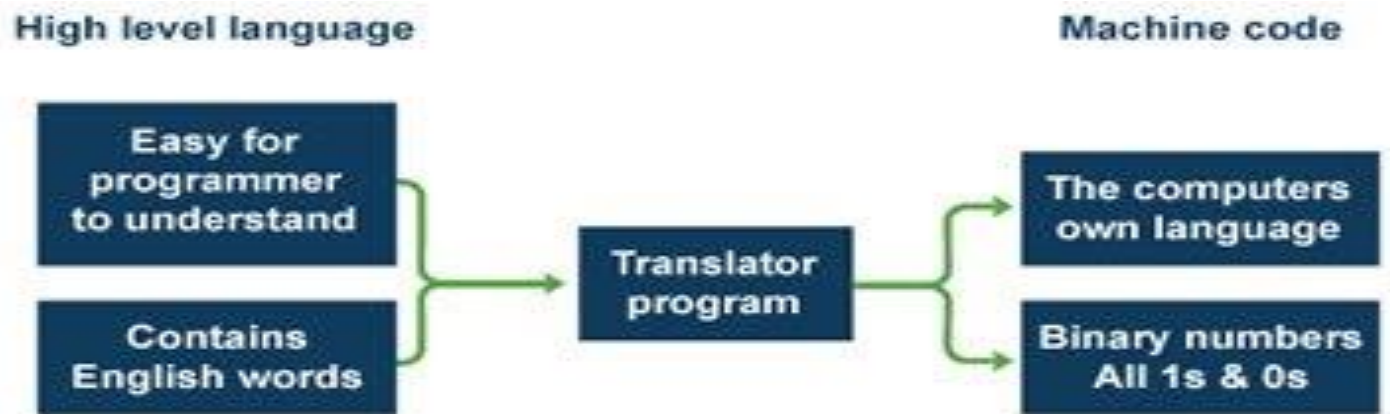 High level language
Machine code
Easy for
programmer
to understand
Contains
English words
Translator
program
The computers
own language
Binary numbers
All 1s & 0s